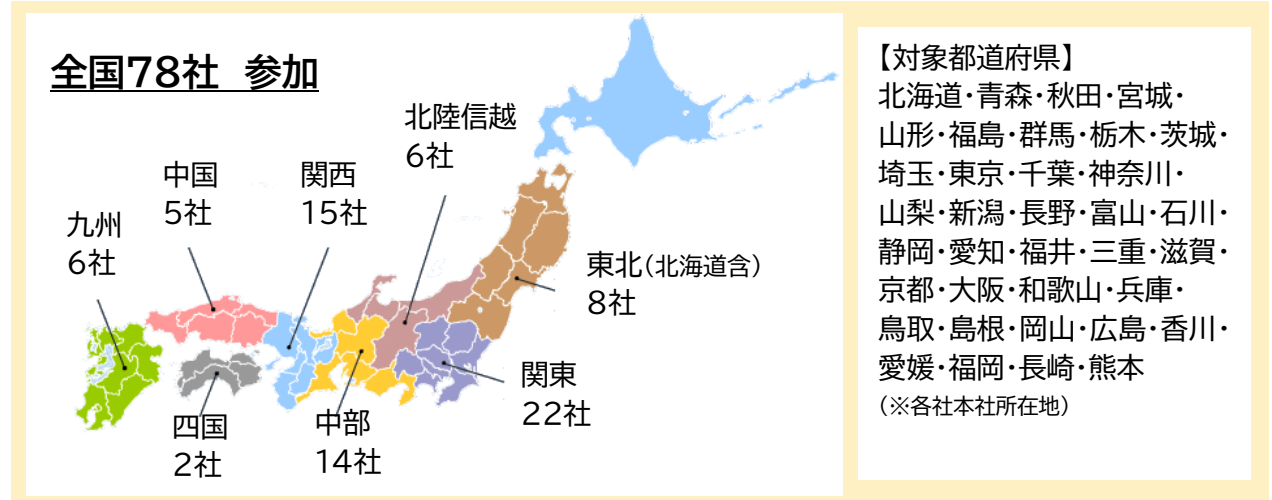 全国78社 参加
北陸信越
6社
中国
5社
関西
15社
九州
6社
東北(北海道含)
8社
関東
22社
四国
2社
中部
14社
【対象都道府県】
北海道・青森・秋田・宮城・
山形・福島・群馬・栃木・茨城・
埼玉・東京・千葉・神奈川・
山梨・新潟・長野・富山・石川・
静岡・愛知・福井・三重・滋賀・
京都・大阪・和歌山・兵庫・
鳥取・島根・岡山・広島・香川・
愛媛・福岡・長崎・熊本
(※各社本社所在地)